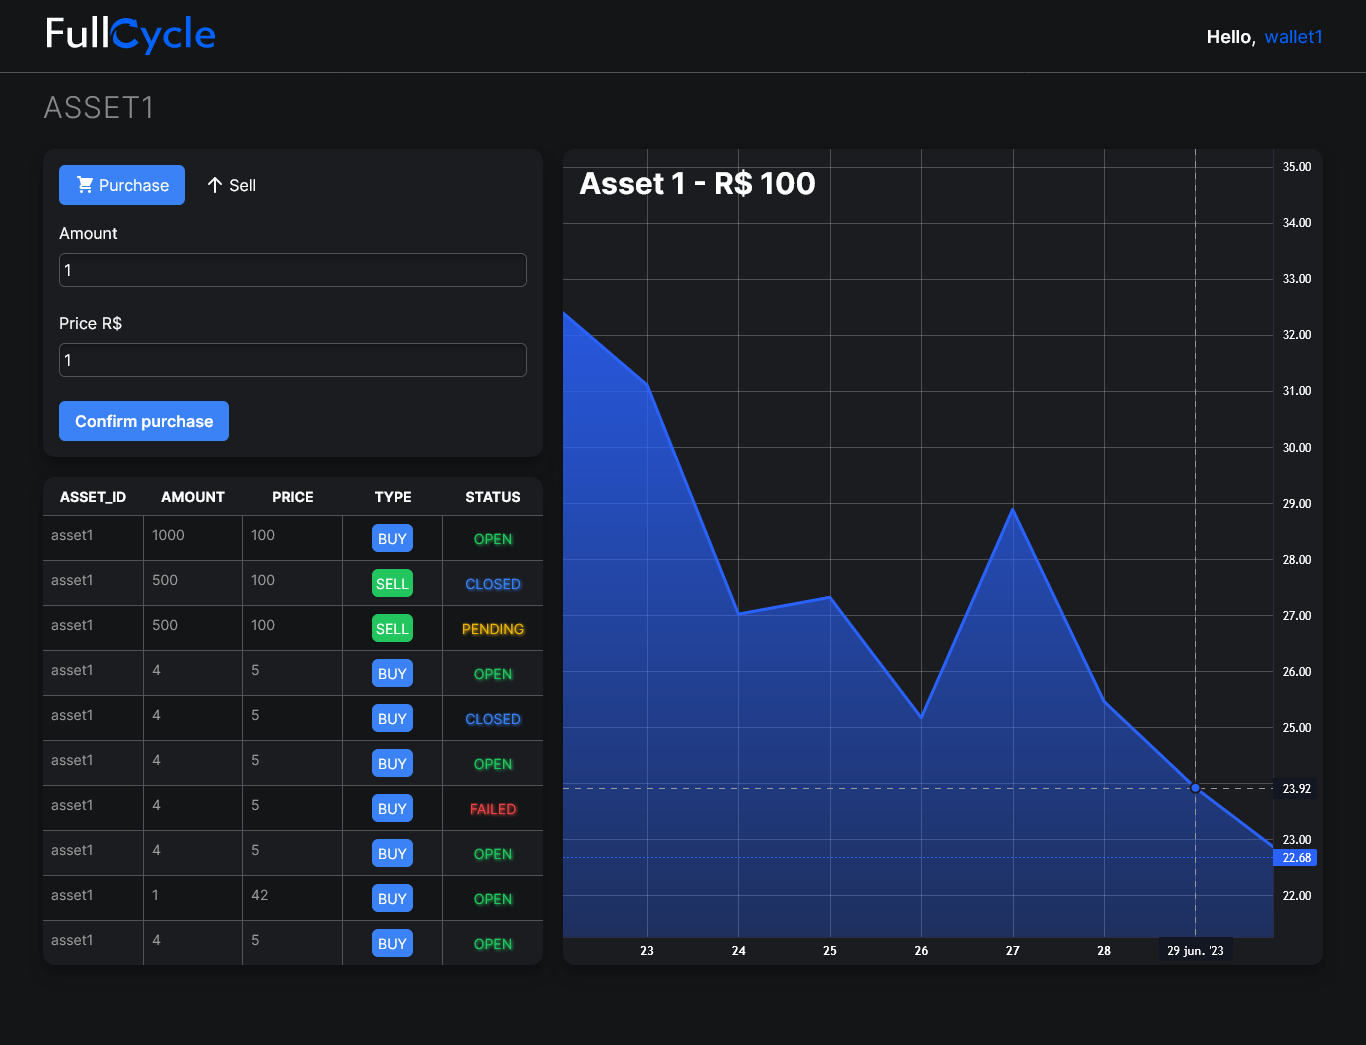 FullCycle
Hello, wallet1
ASSET1
Purchase
Sell
Amount
1
Price R$
1
Confirm purchase
ASSET_ID AMOUNT PRICE TYPE STATUS
asset1 1000 100 BUY OPEN
asset1 500 100 SELL CLOSED
asset1 500 100 SELL PENDING
asset1 4 5 BUY OPEN
asset1 4 5 BUY CLOSED
asset1 4 5 BUY OPEN
asset1 4 5 BUY FAILED
asset1 4 5 BUY OPEN
asset1 1 42 BUY OPEN
asset1 4 5 BUY OPEN
Asset 1 - R$ 100
35.00
34.00
33.00
32.00
31.00
30.00
29.00
28.00
27.00
26.00
25.00
23.92
23.00
22.68
22.00
23 24 25 26 27 28 29 jun. '23